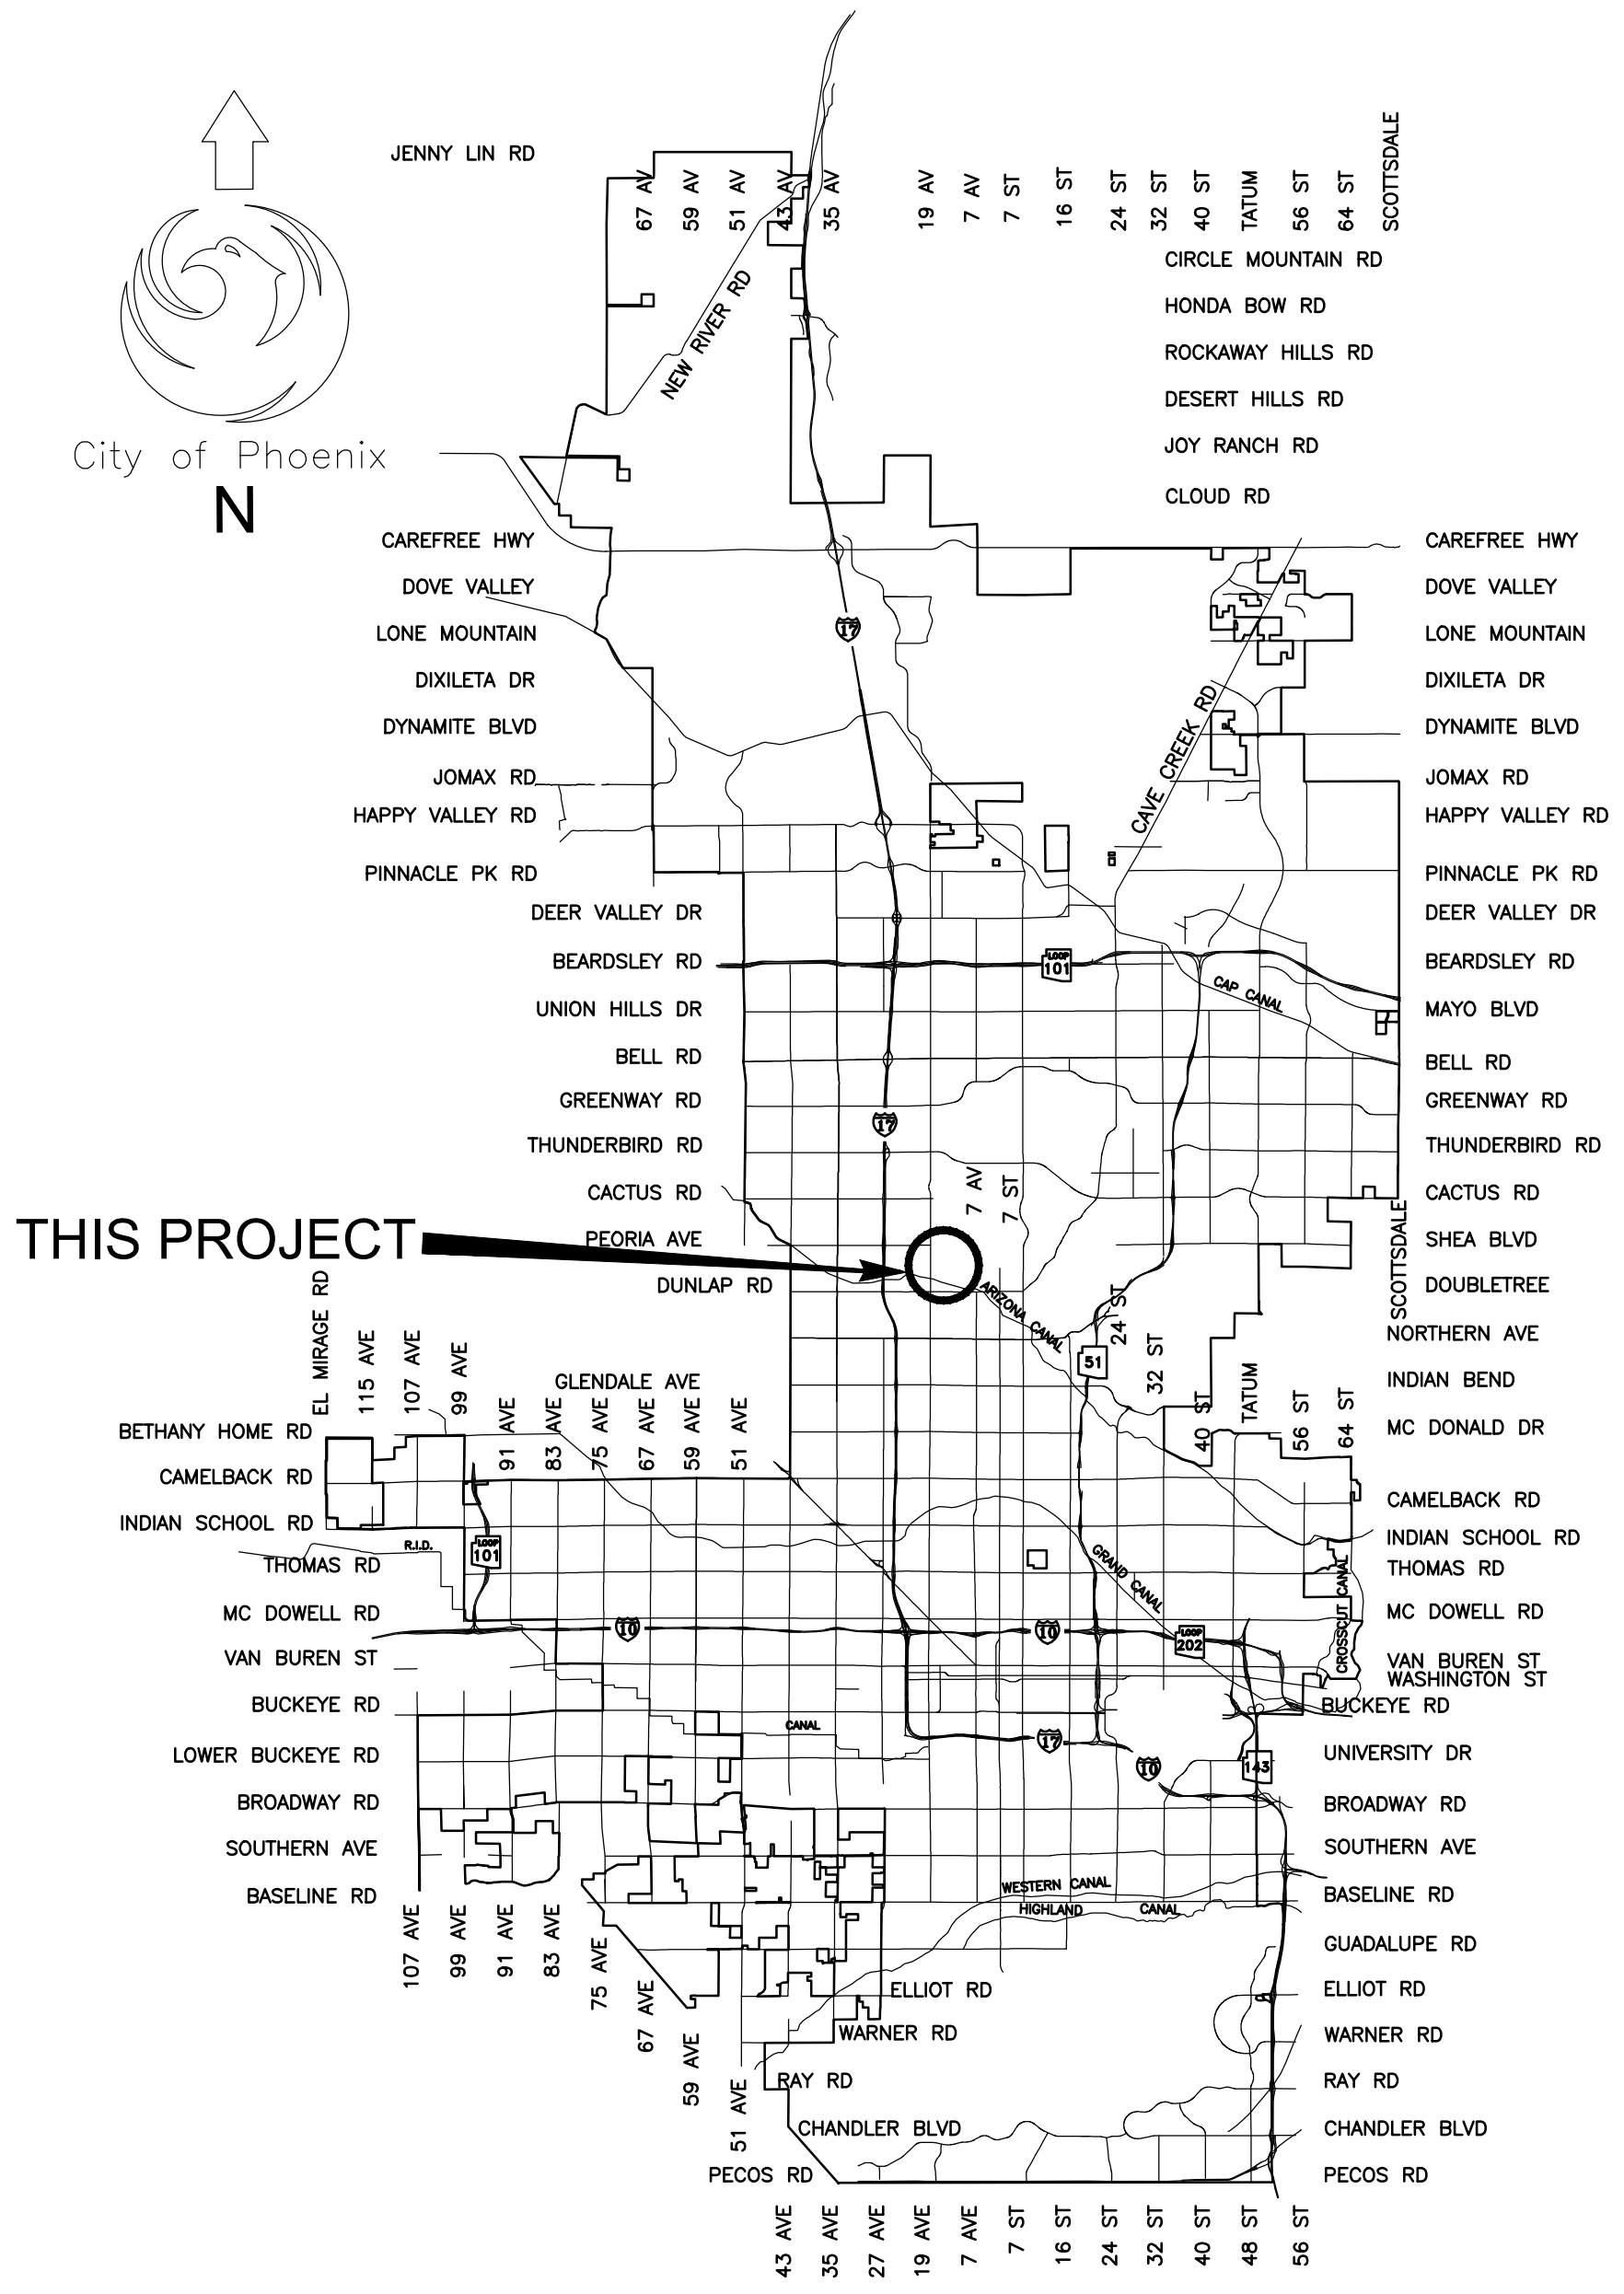 JENNY LIN RD
67 AV
59 AV
51 AV
43 AV
35 AV
19 AV
7 AV
7 ST
16 ST
24 ST
32 ST
40 ST
TATUM
56 ST
64 ST
SCOTTSDALE
City of Phoenix
N
NEW RIVER RD
CIRCLE MOUNTAIN RD
HONDA BOW RD
ROCKAWAY HILLS RD
DESERT HILLS RD
JOY RANCH RD
CLOUD RD
CAREFREE HWY
DOVE VALLEY
LONE MOUNTAIN
DIXILETA DR
DYNAMITE BLVD
JOMAX RD
HAPPY VALLEY RD
PINNACLE PK RD
DEER VALLEY DR
BEARDSLEY RD
UNION HILLS DR
BELL RD
GREENWAY RD
THUNDERBIRD RD
CACTUS RD
PEORIA AVE
DUNLAP RD
THIS PROJECT
CAREFREE HWY
DOVE VALLEY
LONE MOUNTAIN
DIXILETA DR
DYNAMITE BLVD
JOMAX RD
HAPPY VALLEY RD
PINNACLE PK RD
DEER VALLEY DR
BEARDSLEY RD
MAYO BLVD
BELL RD
GREENWAY RD
THUNDERBIRD RD
CACTUS RD
SHEA BLVD
DOUBLETREE
NORTHERN AVE
INDIAN BEND
MC DONALD DR
CAMELBACK RD
INDIAN SCHOOL RD
THOMAS RD
MC DOWELL RD
VAN BUREN ST
WASHINGTON ST
BUCKEYE RD
UNIVERSITY DR
BROADWAY RD
SOUTHERN AVE
BASELINE RD
GUADALUPE RD
ELLIOT RD
WARNER RD
RAY RD
CHANDLER BLVD
PECOS RD
17
CAVE CREEK RD
LOOP
101
CAP CANAL
17
7 AV
7 ST
SCOTTSDALE
ARIZONA CANAL
24 ST
51
32 ST
40 ST
TATUM
56 ST
64 ST
EL MIRAGE RD
115 AVE
107 AVE
99 AVE
GLENDALE AVE
91 AVE
83 AVE
75 AVE
67 AVE
59 AVE
51 AVE
BETHANY HOME RD
CAMELBACK RD
INDIAN SCHOOL RD
R.I.D.
THOMAS RD
MC DOWELL RD
VAN BUREN ST
BUCKEYE RD
LOWER BUCKEYE RD
BROADWAY RD
SOUTHERN AVE
BASELINE RD
LOOP
101
GRAND CANAL
CROSSCUT CANAL
10
10
LOOP
202
CANAL
17
10
143
WESTERN CANAL
HIGHLAND
CANAL
107 AVE
99 AVE
91 AVE
83 AVE
75 AVE
67 AVE
59 AVE
51 AVE
ELLIOT RD
WARNER RD
RAY RD
CHANDLER BLVD
PECOS RD
43 AVE
35 AVE
27 AVE
19 AVE
7 AVE
7 ST
16 ST
24 ST
32 ST
40 ST
48 ST
56 ST